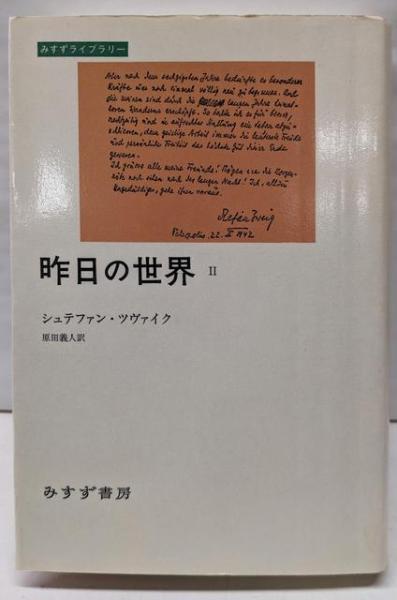 みすずライブラリー
Aber nach dem sechzigsten Jahre bedürfte es besonderer
Kräfte um noch einmal völlig neu zu beginnen. Und
die meinen sind durch die langen Jahre heimat-
losen Wanderns erschöpft. So halte ich es für besser,
rechtzeitig und in aufrechter Haltung ein Leben abzu-
schliessen, dem geistige Arbeit immer die lauterste Freude
und persönliche Freiheit das höchste Gut dieser Erde
gewesen.
Ich grüsse alle meine Freunde! Mögen sie die Morgen-
röte noch sehen nach der langen Nacht! Ich, allzu
Ungeduldiger, gehe ihnen voraus.
Stefan Zweig
Petropolis 22. II 1942
昨日の世界 II
シュテファン・ツヴァイク
原田義人訳
みすず書房